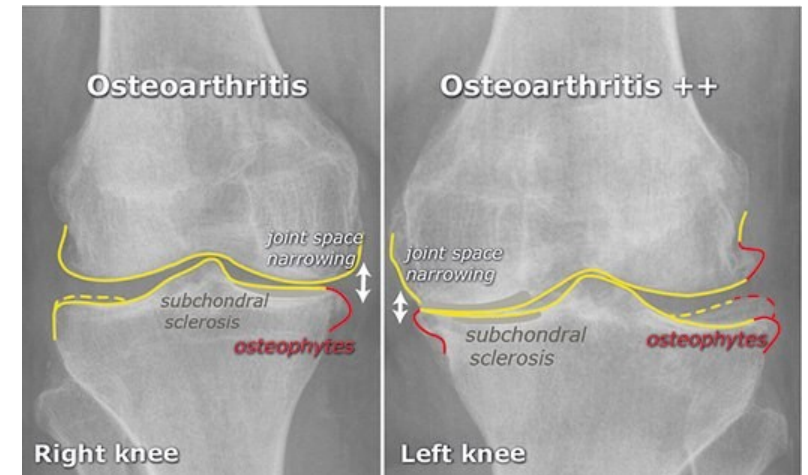 Osteoarthritis
joint space
narrowing
subchondral
sclerosis
osteophytes
Right knee
Osteoarthritis ++
joint space
narrowing
subchondral
sclerosis
osteophytes
Left knee